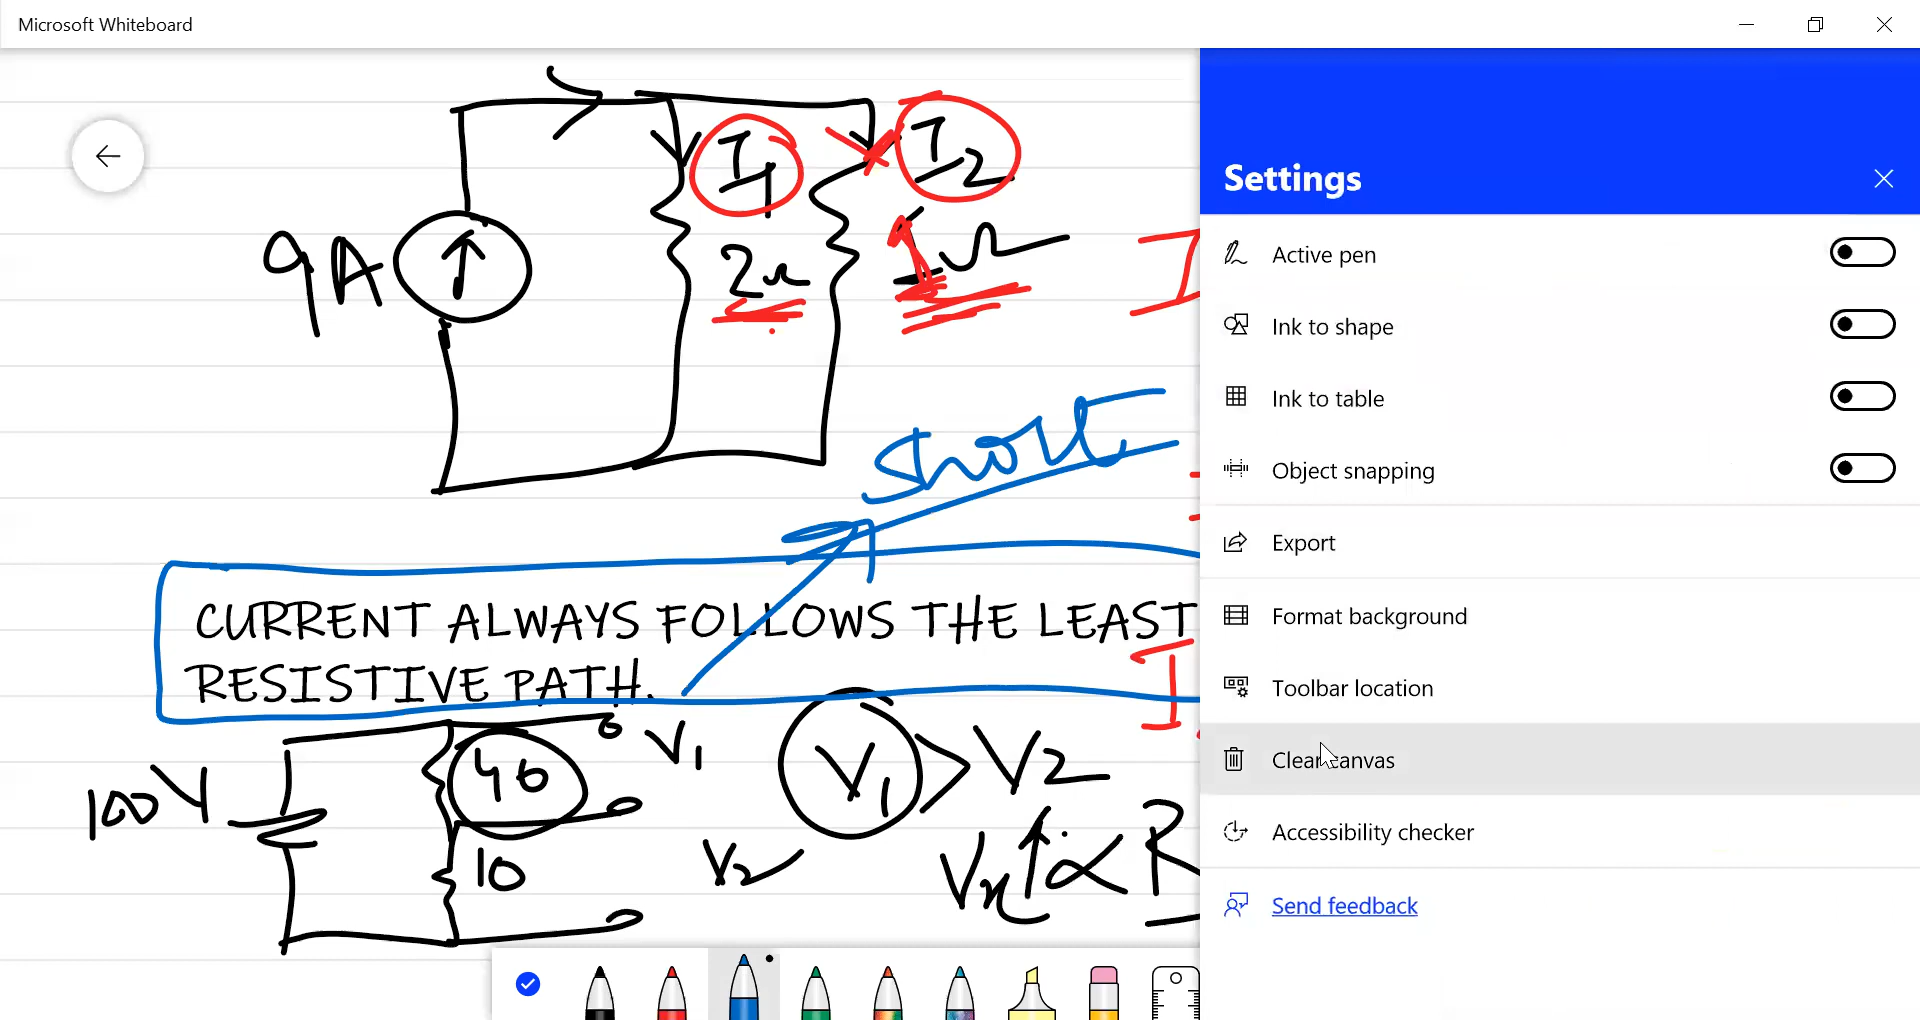 Microsoft Whiteboard
I1
I2
9A
2Ω
1Ω
I
Short
CURRENT ALWAYS FOLLOWS THE LEAST
RESISTIVE PATH.
I
100V
40
V1
V1 > V2
10
V2
Vx ↑ ∝ R
Settings
Active pen
Ink to shape
Ink to table
Object snapping
Export
Format background
Toolbar location
Clear canvas
Accessibility checker
Send feedback